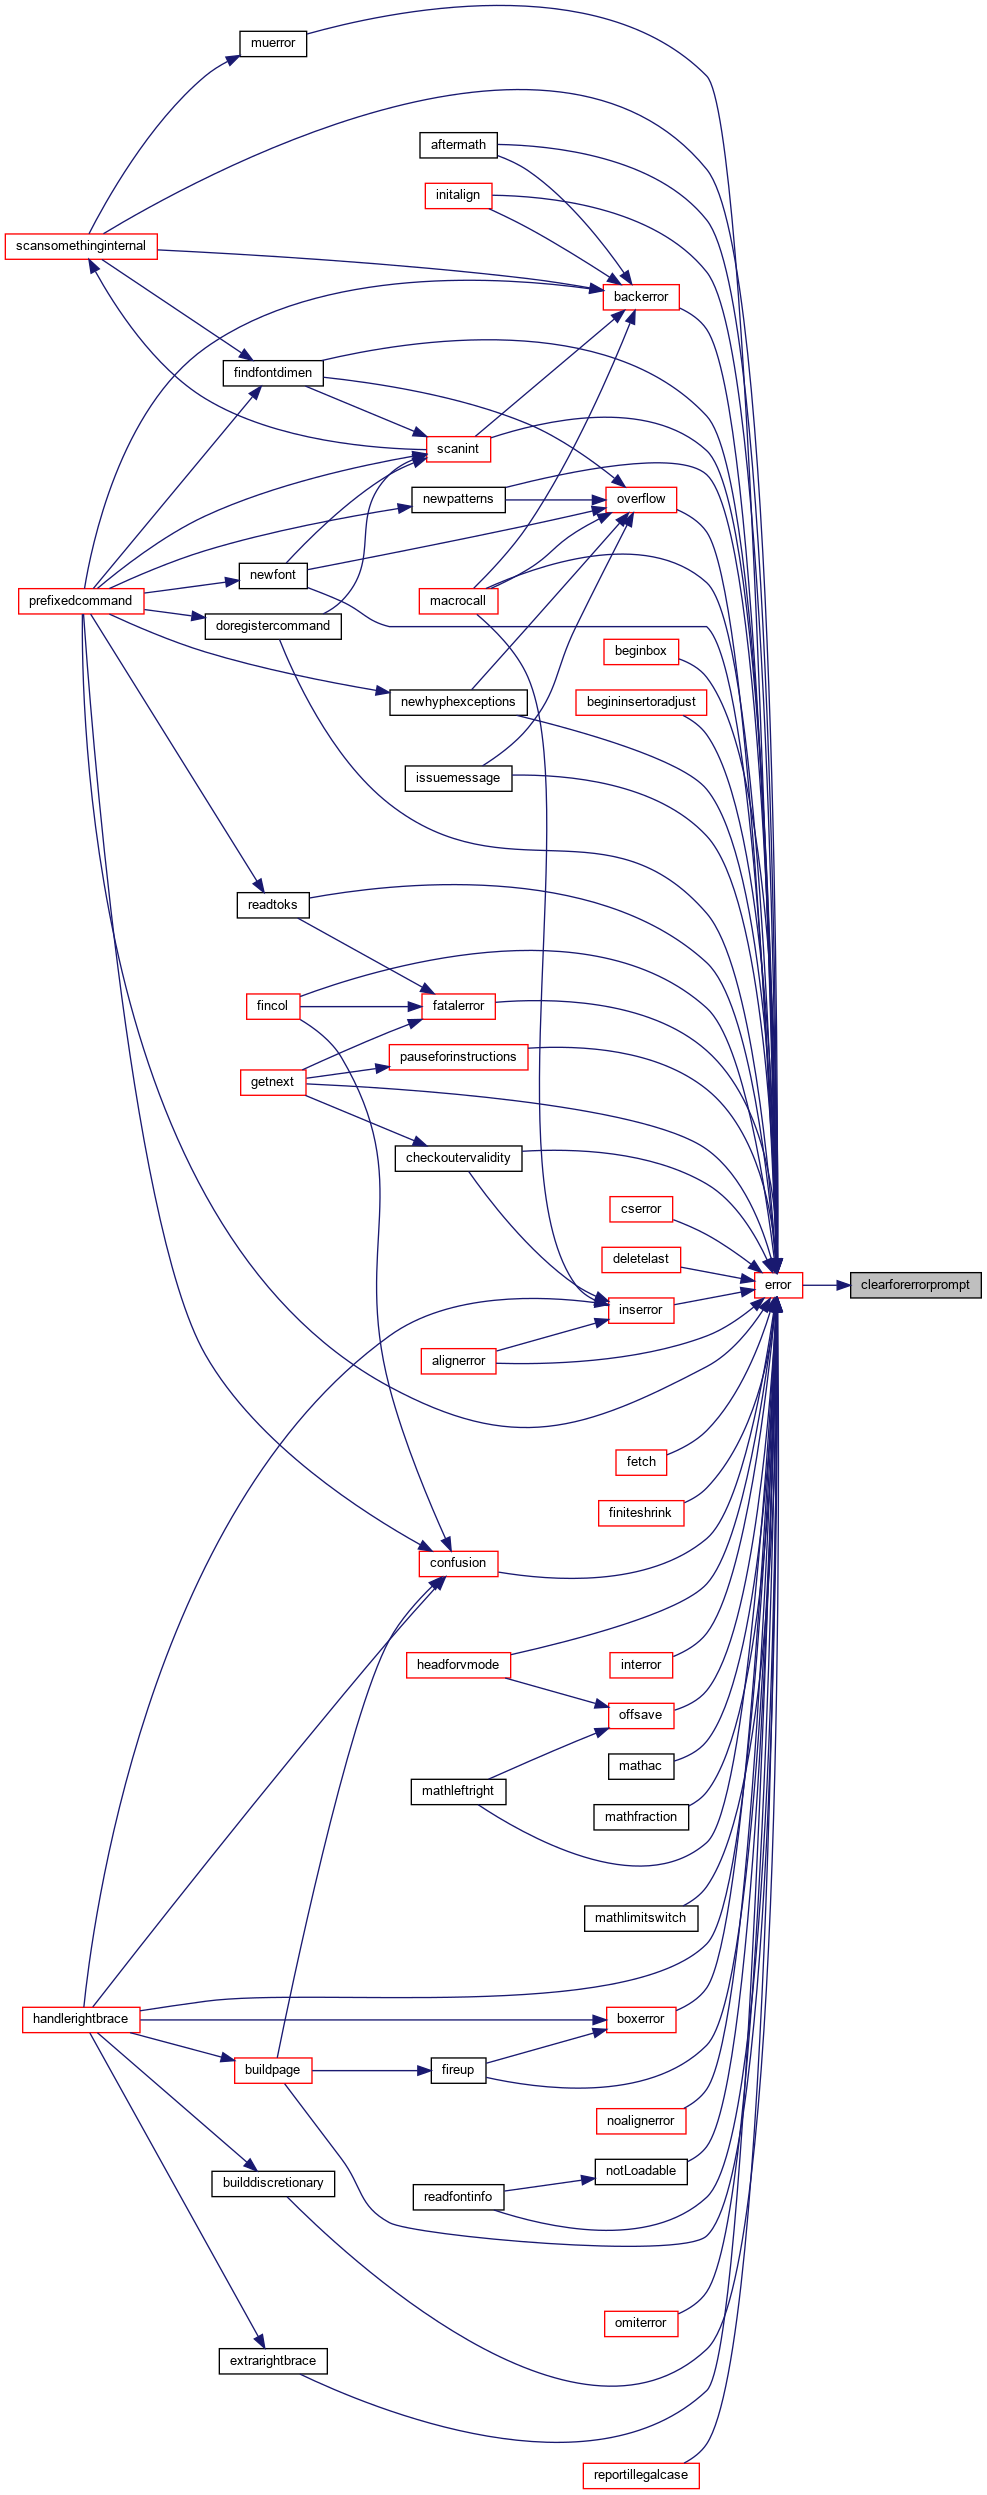 muerror
aftermath
initalign
scansomethinginternal
backerror
findfontdimen
scanint
newpatterns
overflow
newfont
prefixedcommand
macrocall
doregistercommand
beginbox
newhyphexceptions
begininsertoradjust
issuemessage
readtoks
fincol
fatalerror
pauseforinstructions
getnext
checkoutervalidity
cserror
deletelast
error
clearforerrorprompt
inserror
alignerror
fetch
finiteshrink
confusion
headforvmode
interror
offsave
mathac
mathleftright
mathfraction
mathlimitswitch
handlerightbrace
boxerror
buildpage
fireup
noalignerror
notLoadable
builddiscretionary
readfontinfo
omiterror
extrarightbrace
reportillegalcase